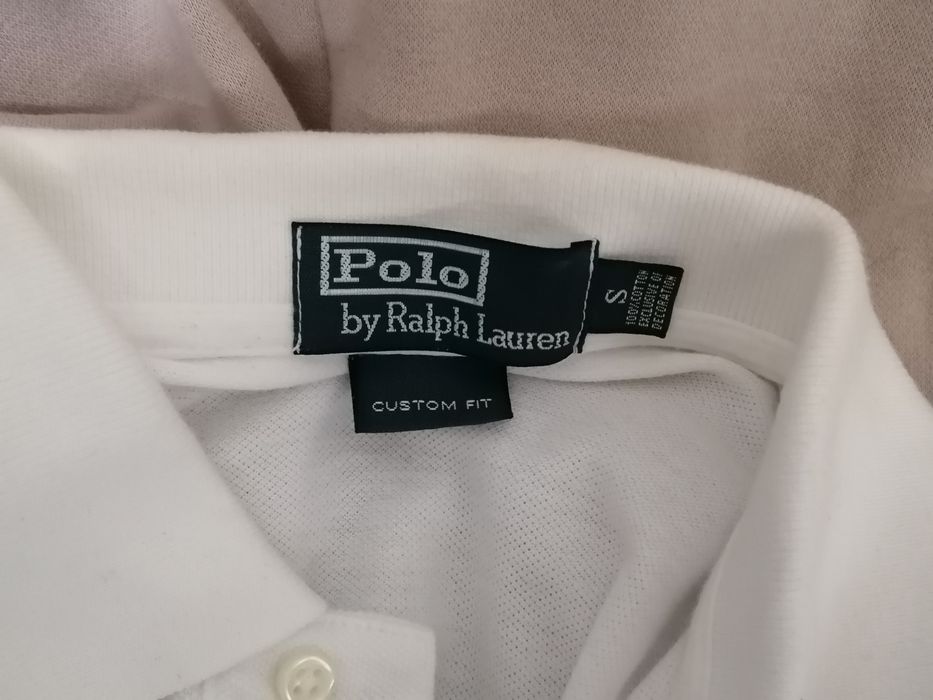 Polo
by Ralph Lauren
CUSTOM FIT
S
100% COTTON
EXCLUSIVE OF
DECORATION